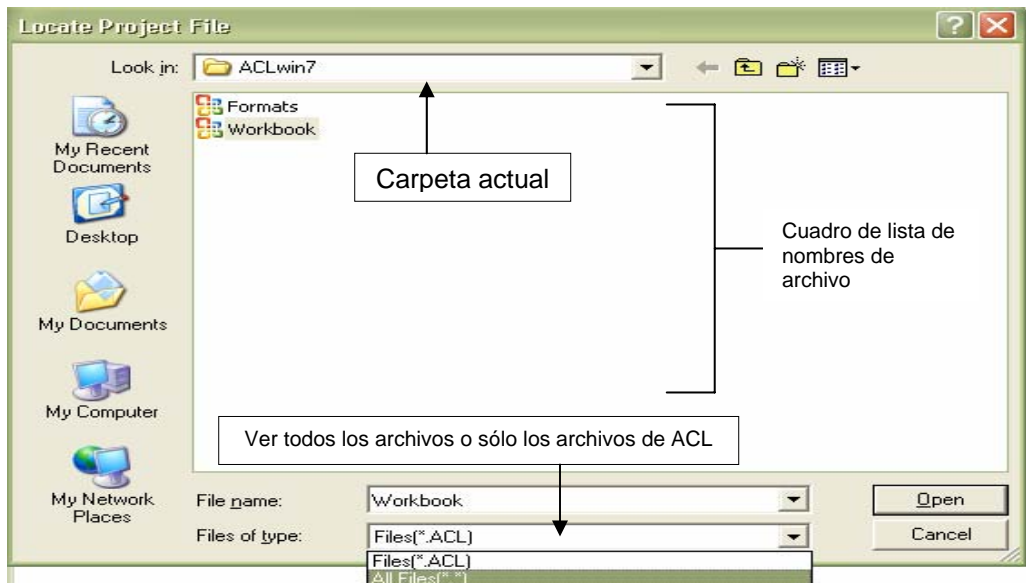 Locate Project File
Look in: ACLwin7
Formats
Workbook
My Recent
Documents
Carpeta actual
Desktop
Cuadro de lista de
nombres de
archivo
My Documents
My Computer
Ver todos los archivos o sólo los archivos de ACL
My Network
Places
File name: Workbook Open
Files of type: Files(*.ACL) Cancel
Files(*.ACL)
All Files(*.*)